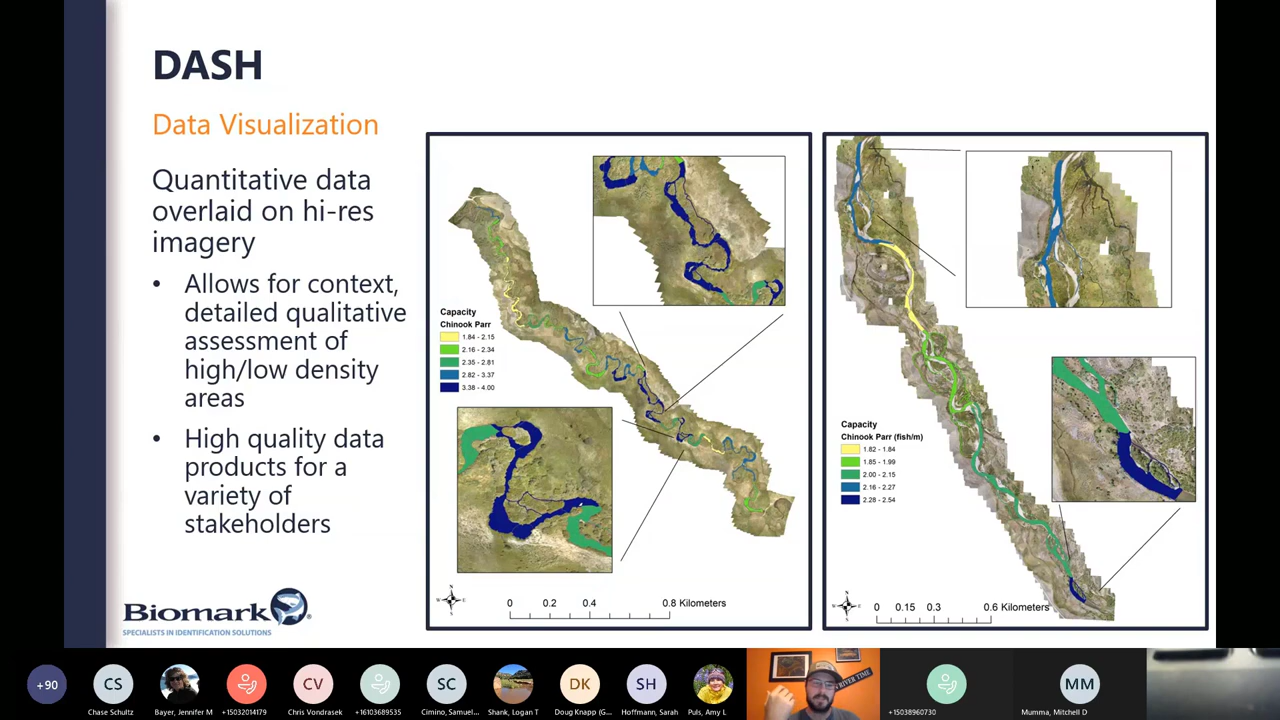 DASH
Data Visualization
Quantitative data
overlaid on hi-res
imagery
• Allows for context,
detailed qualitative
assessment of
high/low density
areas
• High quality data
products for a
variety of
stakeholders
Biomark®
SPECIALISTS IN IDENTIFICATION SOLUTIONS
Capacity
Chinook Parr
1.84 - 2.15
2.16 - 2.34
2.35 - 2.81
2.82 - 3.37
3.38 - 4.00
N
W E
S
0 0.2 0.4 0.8 Kilometers
Capacity
Chinook Parr (fish/m)
1.82 - 1.84
1.85 - 1.99
2.00 - 2.15
2.16 - 2.27
2.28 - 2.54
N
W E
S
0 0.15 0.3 0.6 Kilometers
+90
CS
Chase Schultz
Bayer, Jennifer M
+15032014179
CV
Chris Vondrasek
+16103689535
SC
Cimino, Samuel...
Shank, Logan T
DK
Doug Knapp (G...
SH
Hoffmann, Sarah
Puls, Amy L
RIVER TIME
+15038960730
MM
Mumma, Mitchell D